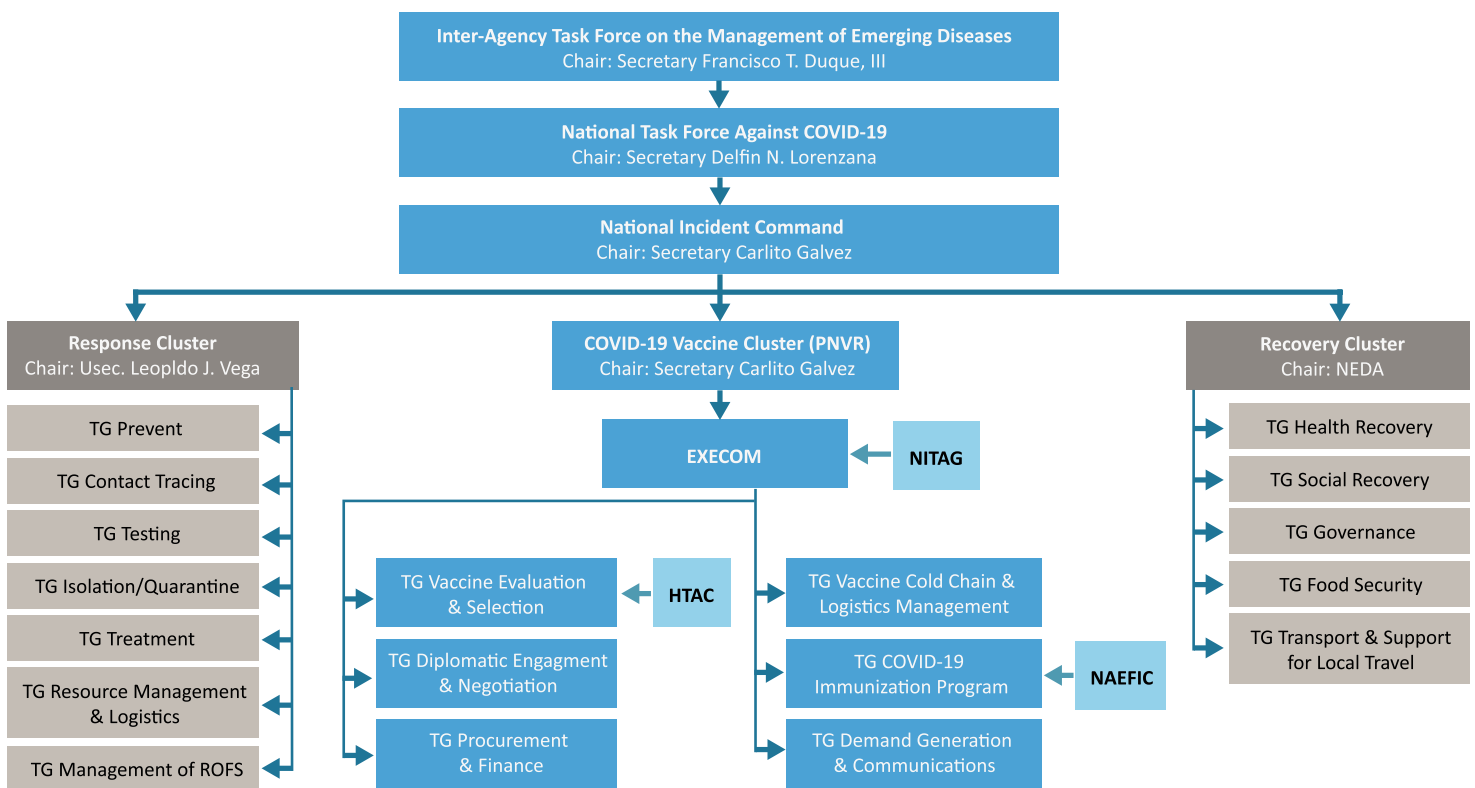 Inter-Agency Task Force on the Management of Emerging Diseases
Chair: Secretary Francisco T. Duque, III
National Task Force Against COVID-19
Chair: Secretary Delfin N. Lorenzana
National Incident Command
Chair: Secretary Carlito Galvez
Response Cluster
Chair: Usec. Leopldo J. Vega
TG Prevent
TG Contact Tracing
TG Testing
TG Isolation/Quarantine
TG Treatment
TG Resource Management
& Logistics
TG Management of ROFS
COVID-19 Vaccine Cluster (PNVR)
Chair: Secretary Carlito Galvez
EXECOM
NITAG
TG Vaccine Evaluation
& Selection
HTAC
TG Diplomatic Engagment
& Negotiation
TG Procurement
& Finance
TG Vaccine Cold Chain &
Logistics Management
TG COVID-19
Immunization Program
NAEFIC
TG Demand Generation
& Communications
Recovery Cluster
Chair: NEDA
TG Health Recovery
TG Social Recovery
TG Governance
TG Food Security
TG Transport & Support
for Local Travel